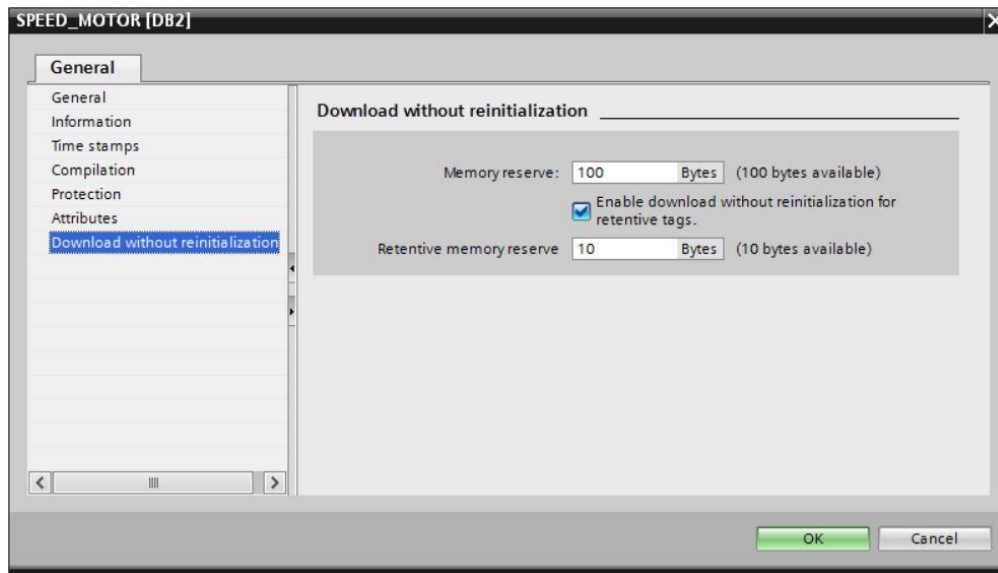 SPEED_MOTOR [DB2]
General
General
Information
Time stamps
Compilation
Protection
Attributes
Download without reinitialization
Download without reinitialization
Memory reserve: 100 Bytes (100 bytes available)
Enable download without reinitialization for
retentive tags.
Retentive memory reserve 10 Bytes (10 bytes available)
OK Cancel